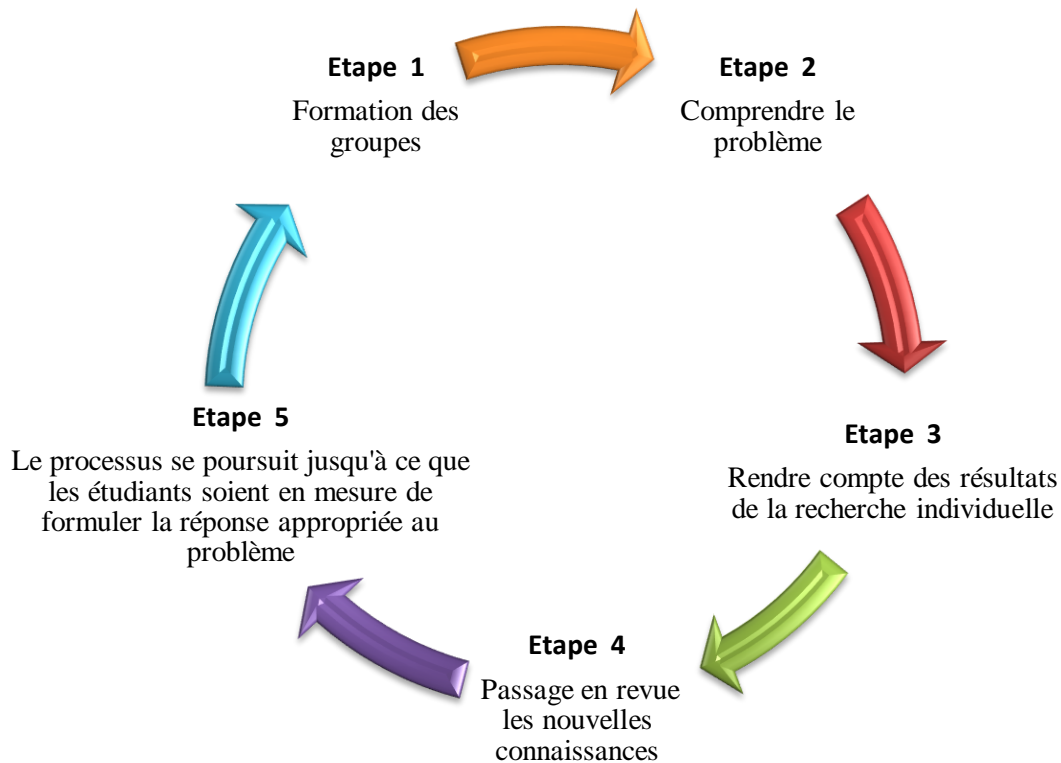 Etape 1
Formation des
groupes
Etape 2
Comprendre le
problème
Etape 3
Rendre compte des résultats
de la recherche individuelle
Etape 4
Passage en revue
les nouvelles
connaissances
Etape 5
Le processus se poursuit jusqu'à ce que
les étudiants soient en mesure de
formuler la réponse appropriée au
problème